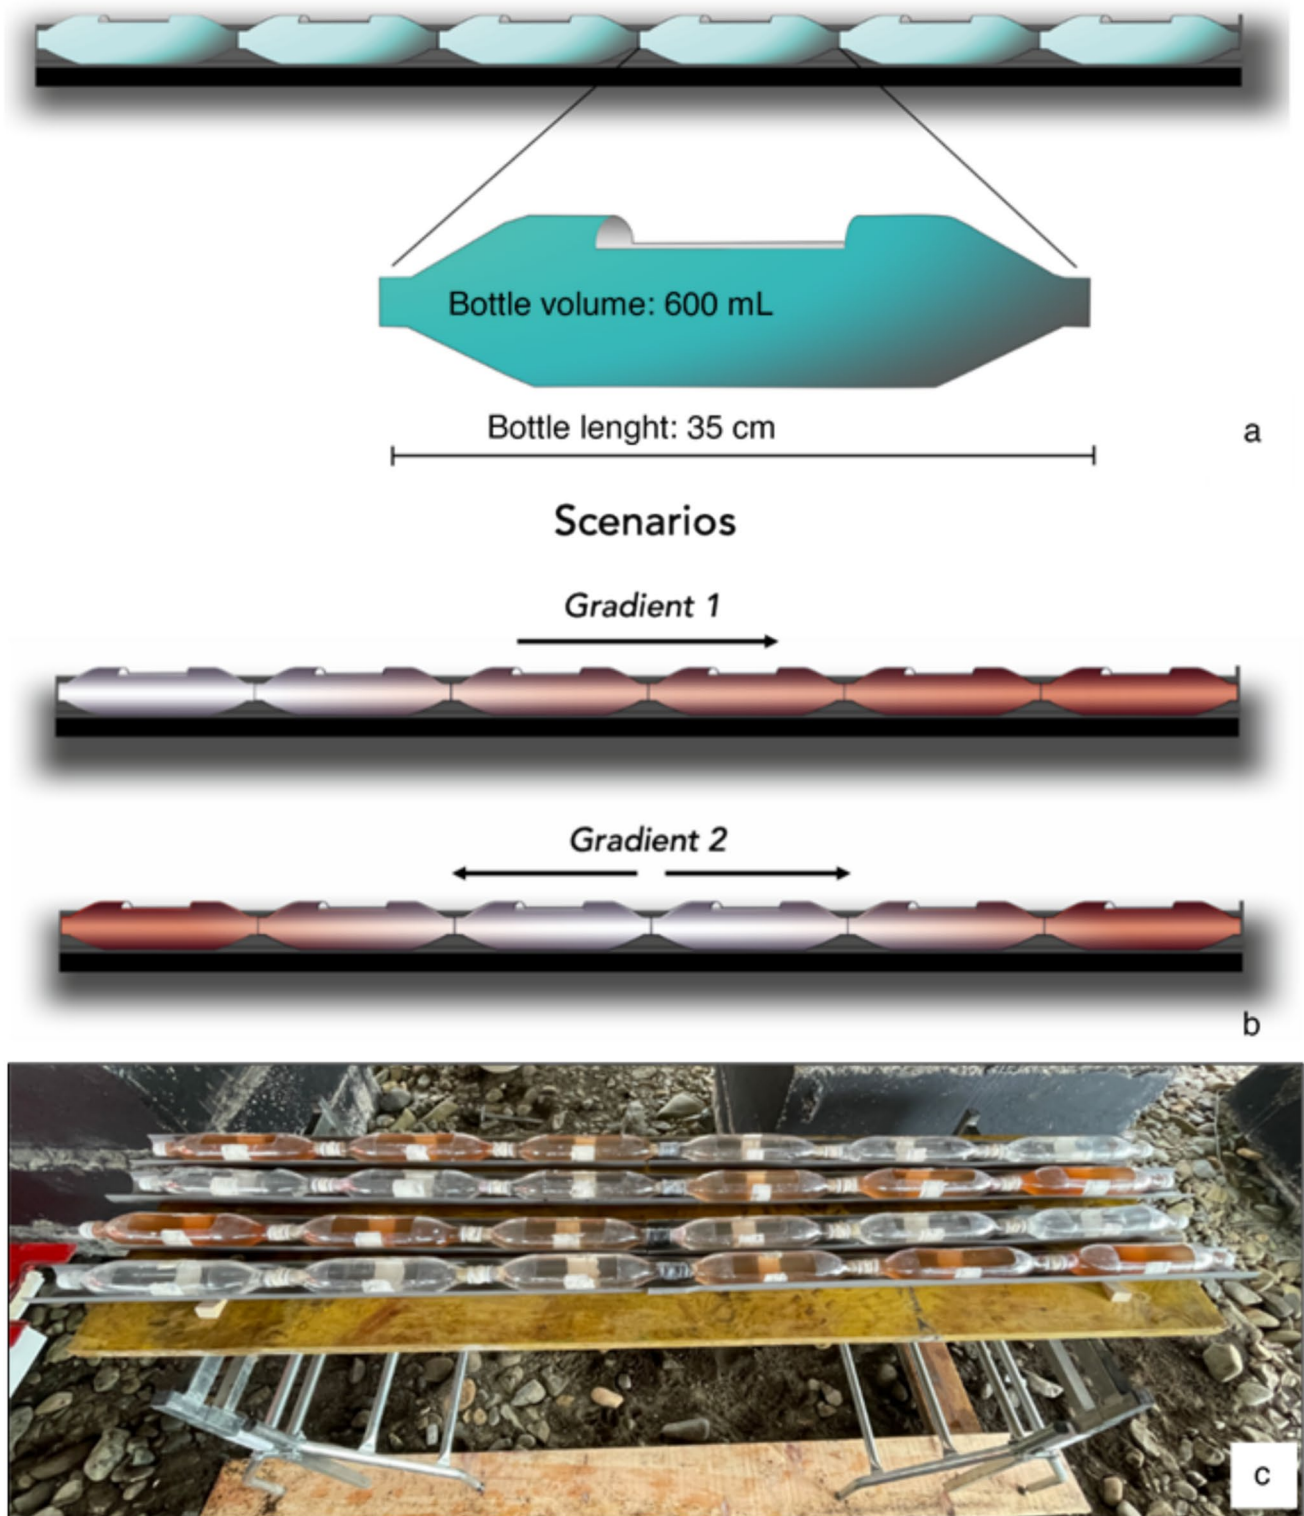 Bottle volume: 600 mL
Bottle lenght: 35 cm
a
Scenarios
Gradient 1
Gradient 2
b
c